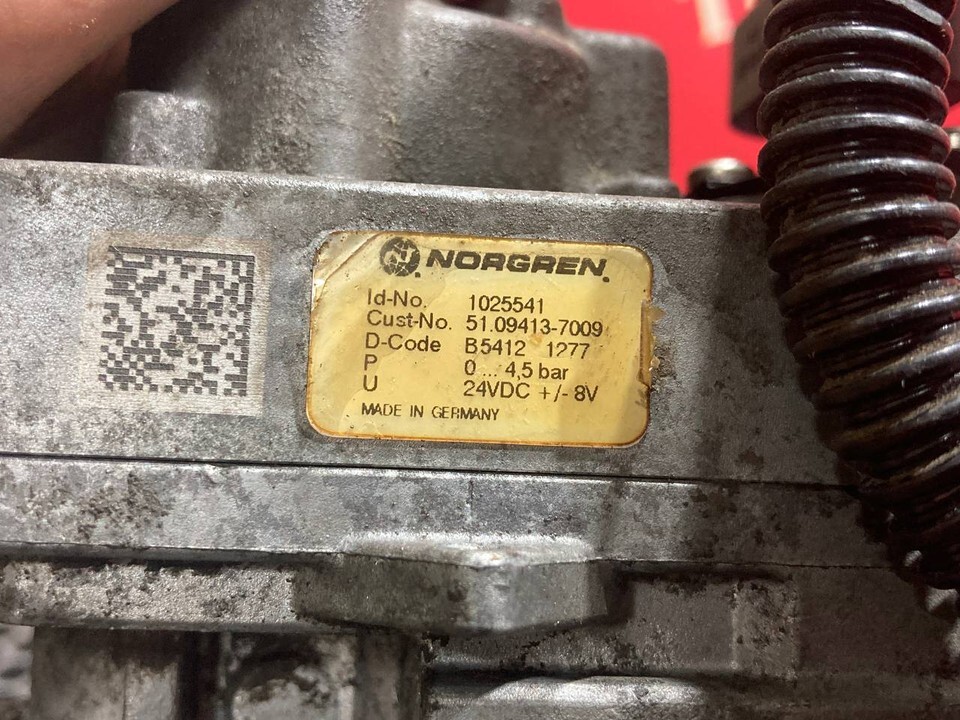 NORGREN
Id-No. 1025541
Cust-No. 51.09413-7009
D-Code B5412 1277
P 0 ... 4,5 bar
U 24VDC +/- 8V
MADE IN GERMANY